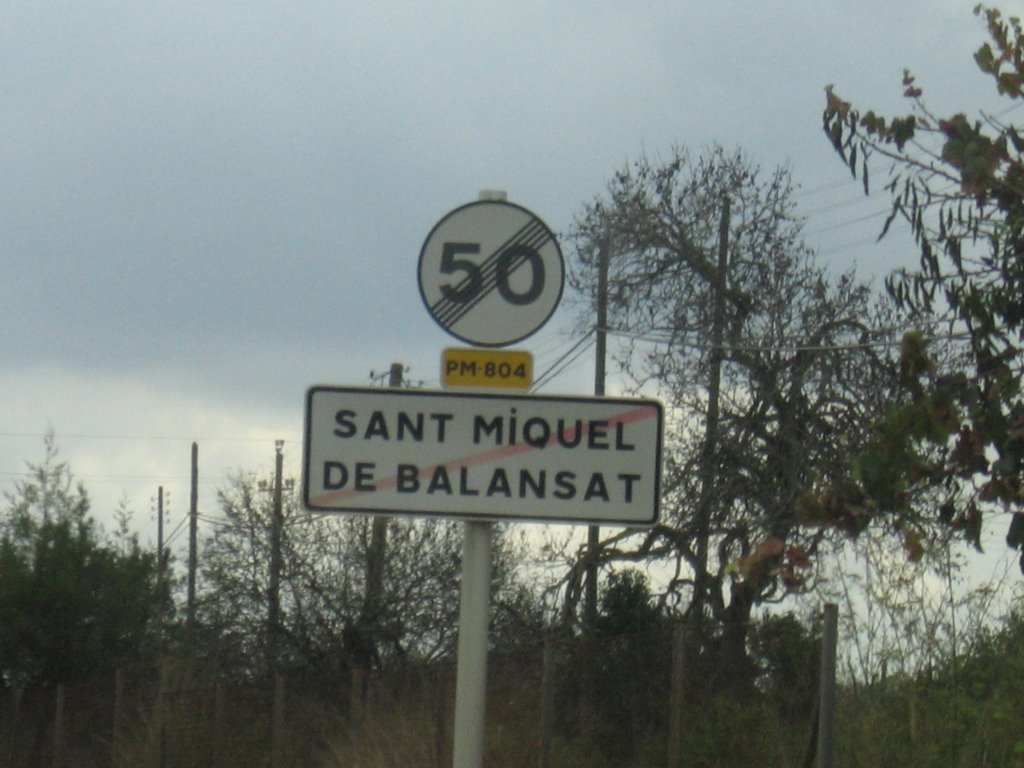 50
PM-804
SANT MiQUEL
DE BALANSAT